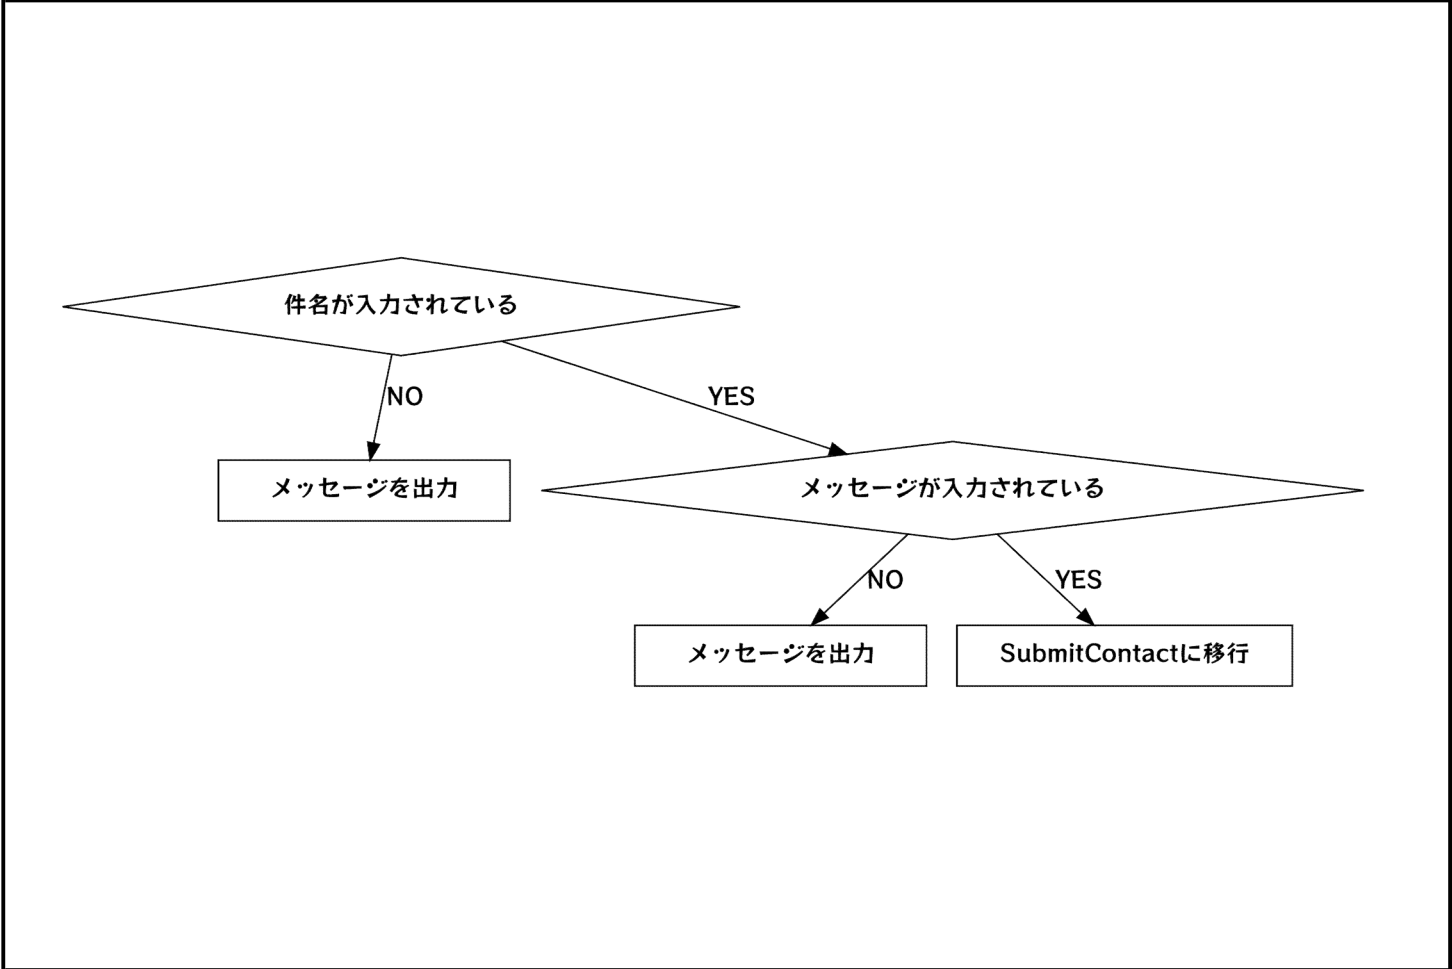 件名が入力されている
NO
YES
メッセージを出力
メッセージが入力されている
NO
YES
メッセージを出力
SubmitContactに移行